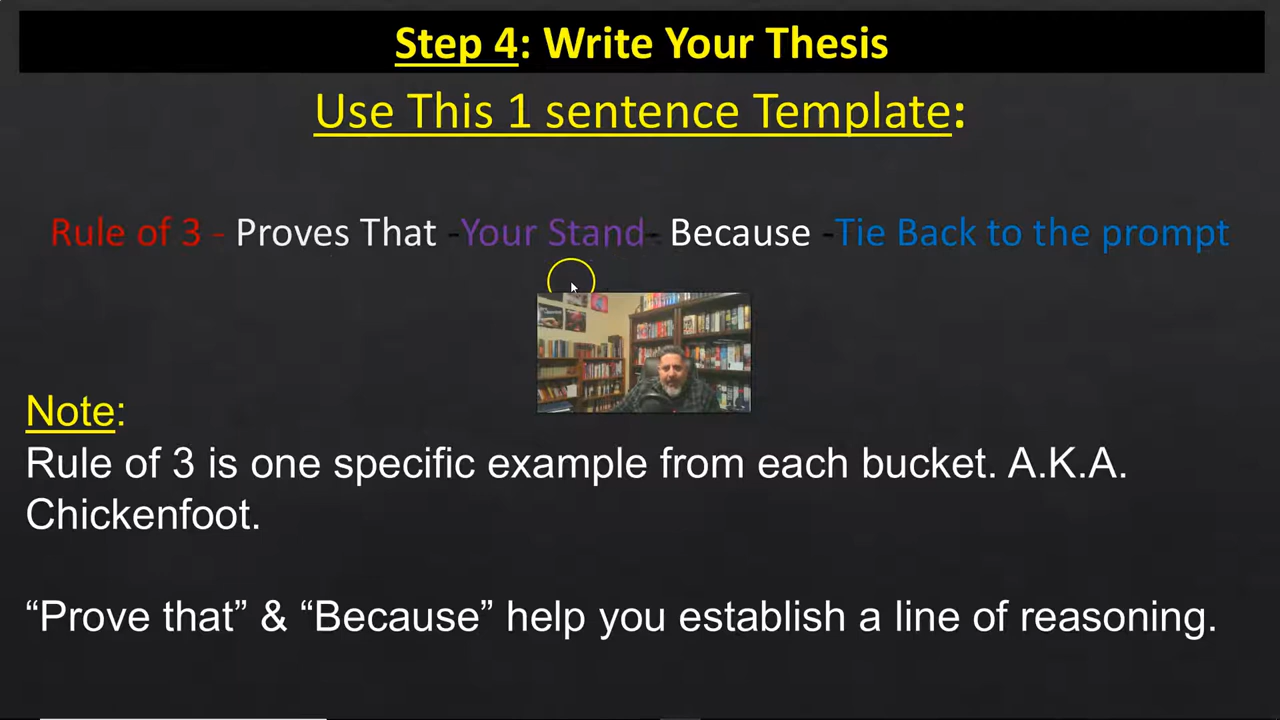 Step 4: Write Your Thesis
Use This 1 sentence Template:
Rule of 3 - Proves That -Your Stand- Because -Tie Back to the prompt
Note:
Rule of 3 is one specific example from each bucket. A.K.A.
Chickenfoot.
“Prove that” & “Because” help you establish a line of reasoning.